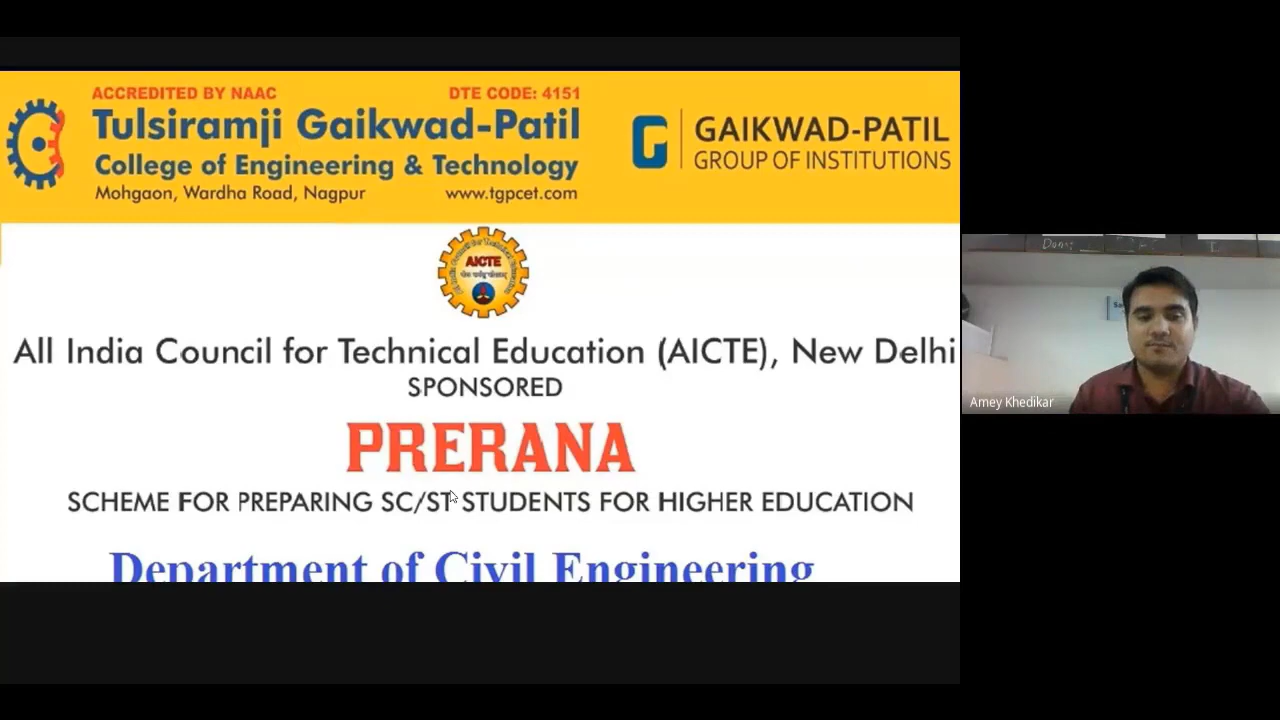 ACCREDITED BY NAAC
DTE CODE: 4151
Tulsiramji Gaikwad-Patil
College of Engineering & Technology
Mohgaon, Wardha Road, Nagpur
www.tgpcet.com
GAIKWAD-PATIL
GROUP OF INSTITUTIONS
AICTE
All India Council for Technical Education (AICTE), New Delhi
SPONSORED
PRERANA
SCHEME FOR PREPARING SC/ST STUDENTS FOR HIGHER EDUCATION
Department of Civil Engineering
Amey Khedikar